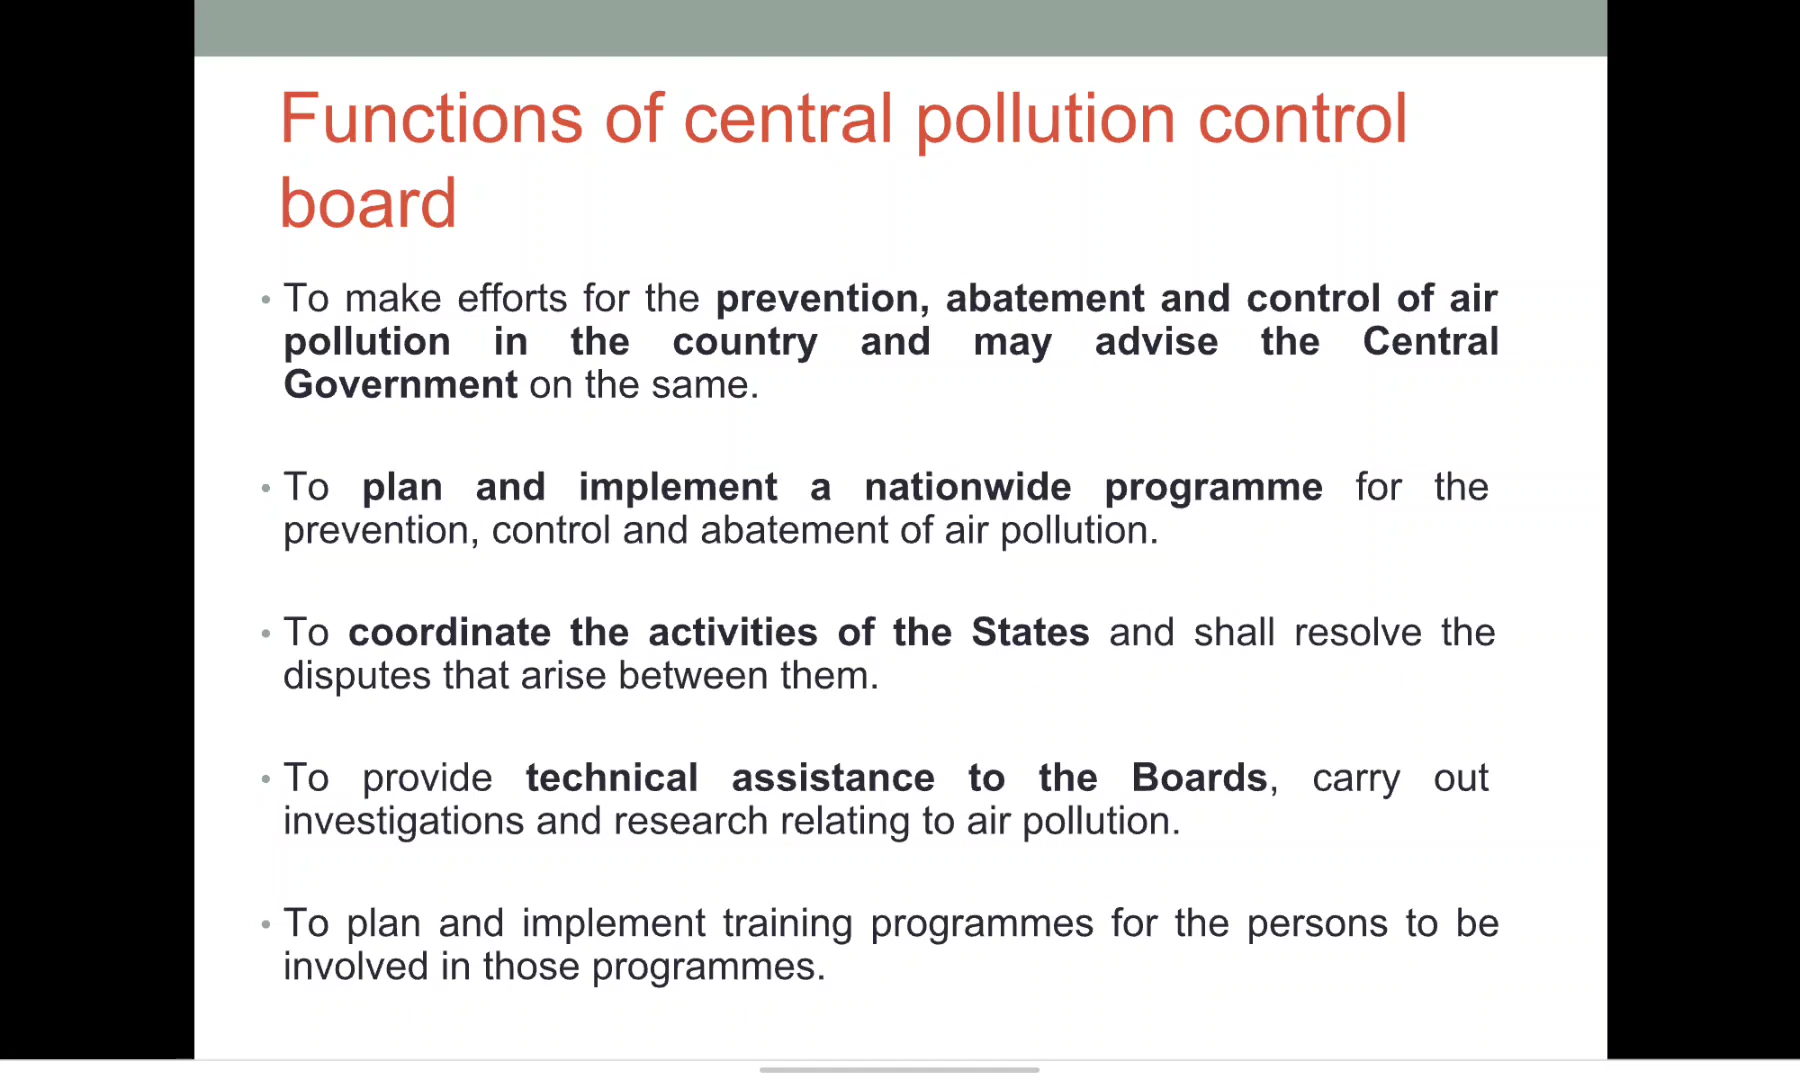 Functions of central pollution control
board
• To make efforts for the prevention, abatement and control of air
pollution in the country and may advise the Central
Government on the same.
• To plan and implement a nationwide programme for the
prevention, control and abatement of air pollution.
• To coordinate the activities of the States and shall resolve the
disputes that arise between them.
• To provide technical assistance to the Boards, carry out
investigations and research relating to air pollution.
• To plan and implement training programmes for the persons to be
involved in those programmes.